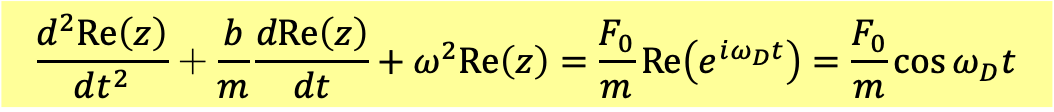 d²Re(z)/dt² + b/m dRe(z)/dt + ω²Re(z) = F₀/m Re(e^{iω_D t}) = F₀/m cos ω_D t